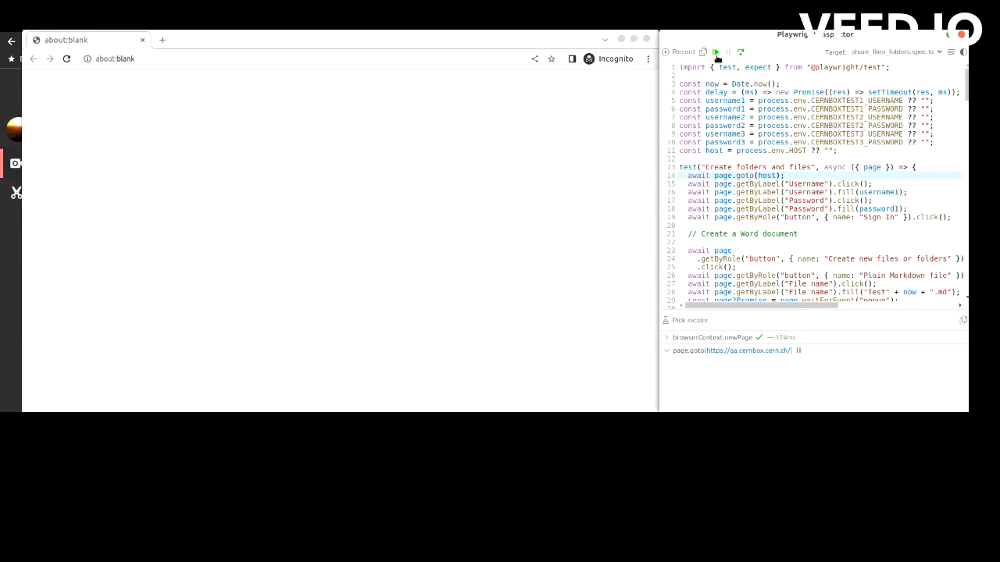 VEED.IO
about:blank
about:blank
Incognito
Record
Target: share_files_folders.spec.ts
1 import { test, expect } from "@playwright/test";
2
3 const now = Date.now();
4 const delay = (ms) => new Promise((res) => setTimeout(res, ms));
5 const username1 = process.env.CERNBOXTEST1_USERNAME ?? "";
6 const password1 = process.env.CERNBOXTEST1_PASSWORD ?? "";
7 const username2 = process.env.CERNBOXTEST2_USERNAME ?? "";
8 const password2 = process.env.CERNBOXTEST2_PASSWORD ?? "";
9 const username3 = process.env.CERNBOXTEST3_USERNAME ?? "";
10 const password3 = process.env.CERNBOXTEST3_PASSWORD ?? "";
11 const host = process.env.HOST ?? "";
12
13 test("Create folders and files", async ({ page }) => {
14 await page.goto(host);
15 await page.getByLabel("Username").click();
16 await page.getByLabel("Username").fill(username1);
17 await page.getByLabel("Password").click();
18 await page.getByLabel("Password").fill(password1);
19 await page.getByRole("button", { name: "Sign In" }).click();
20
21 // Create a Word document
22
23 await page
24 .getByRole("button", { name: "Create new files or folders" })
25 .click();
26 await page.getByRole("button", { name: "Plain Markdown file" })
27 await page.getByLabel("File name").click();
28 await page.getByLabel("File name").fill("Test" + now + ".md");
29 const page2Promise = page.waitForEvent("popup");
30
Pick locator
browserContext.newPage ✓ — 124ms
page.goto(https://qa.cernbox.cern.ch/)